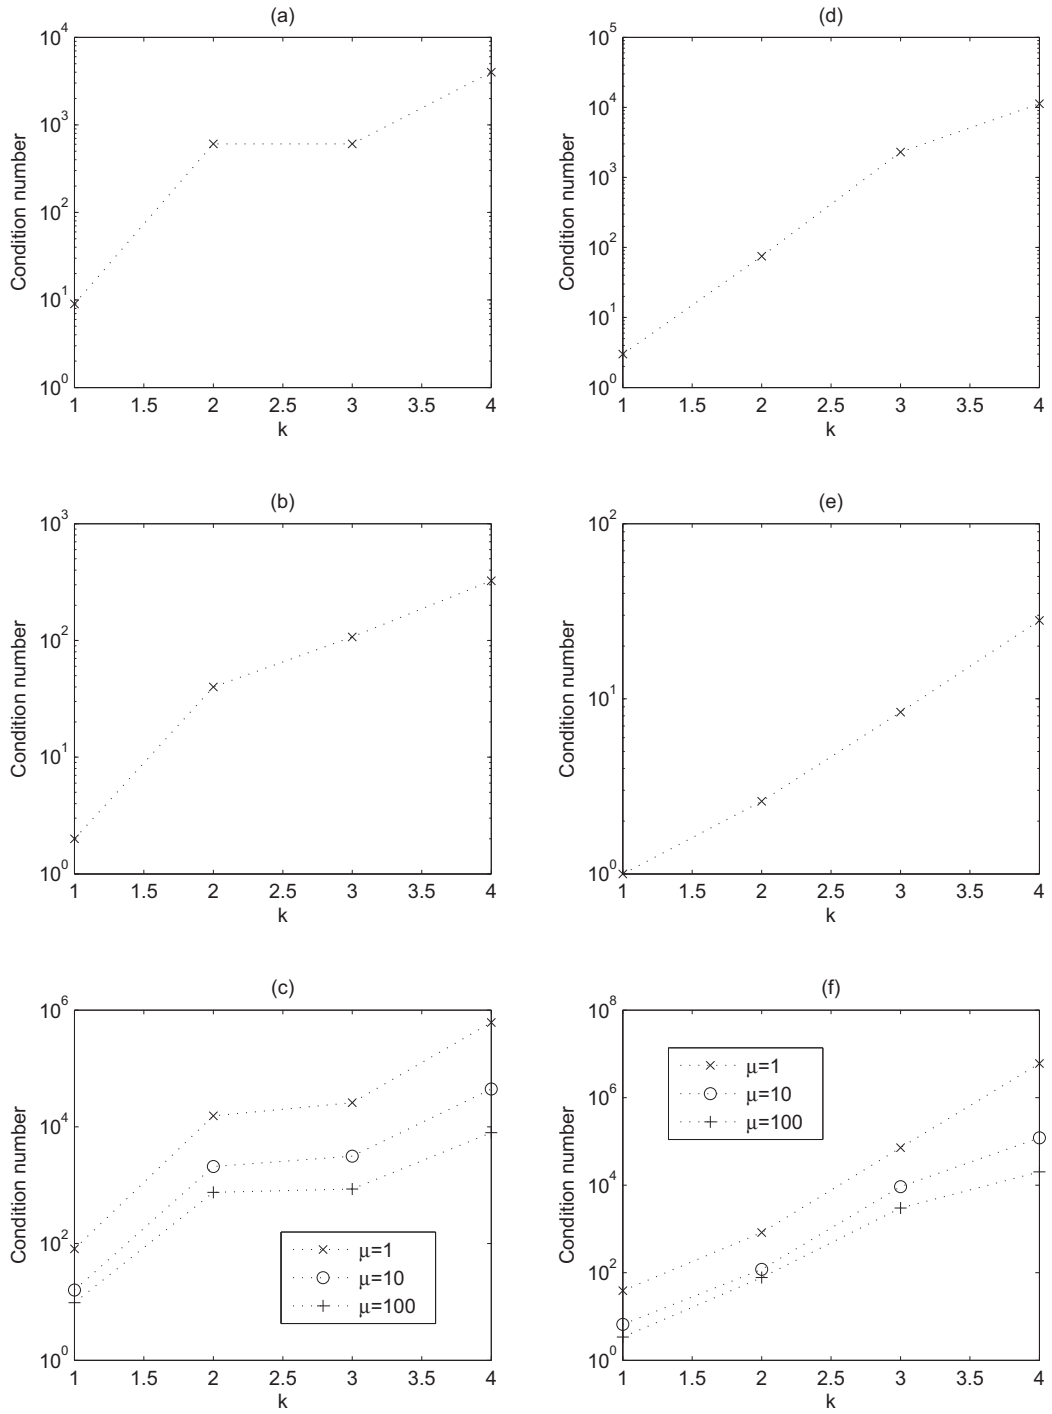 (a)
10^4
10^3
10^2
10^1
10^0
Condition number
1 1.5 2 2.5 3 3.5 4
k
(d)
10^5
10^4
10^3
10^2
10^1
10^0
Condition number
1 1.5 2 2.5 3 3.5 4
k
(b)
10^3
10^2
10^1
10^0
Condition number
1 1.5 2 2.5 3 3.5 4
k
(e)
10^2
10^1
10^0
Condition number
1 1.5 2 2.5 3 3.5 4
k
(c)
10^6
10^4
10^2
10^0
Condition number
μ=1
μ=10
μ=100
1 1.5 2 2.5 3 3.5 4
k
(f)
10^8
10^6
10^4
10^2
10^0
Condition number
μ=1
μ=10
μ=100
1 1.5 2 2.5 3 3.5 4
k